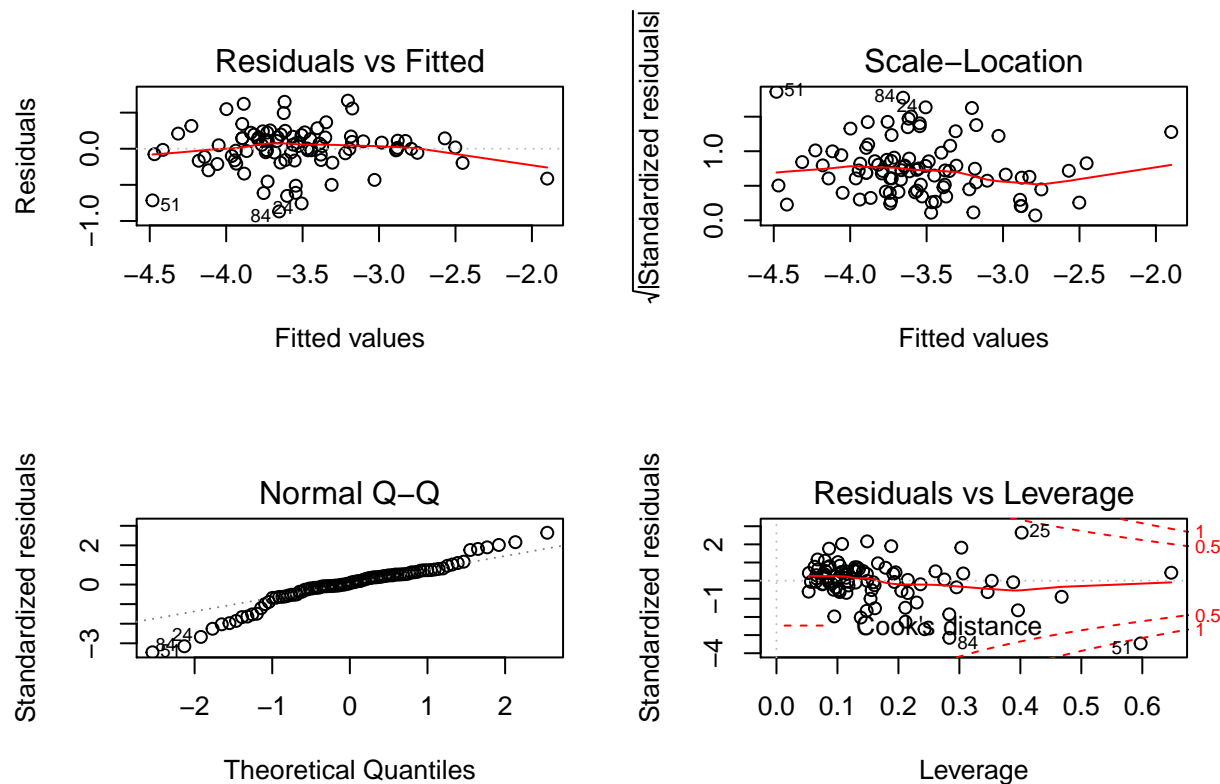 Residuals vs Fitted
Residuals
0.0
−1.0
51
84
24
−4.5 −4.0 −3.5 −3.0 −2.5 −2.0
Fitted values
Scale−Location
√|Standardized residuals|
1.0
0.0
51
84
24
−4.5 −4.0 −3.5 −3.0 −2.5 −2.0
Fitted values
Normal Q−Q
Standardized residuals
2
0
−3
24
84
51
−2 −1 0 1 2
Theoretical Quantiles
Residuals vs Leverage
Standardized residuals
2
−1
−4
25
1
0.5
0.5
1
Cook's distance
84
51
0.0 0.1 0.2 0.3 0.4 0.5 0.6
Leverage